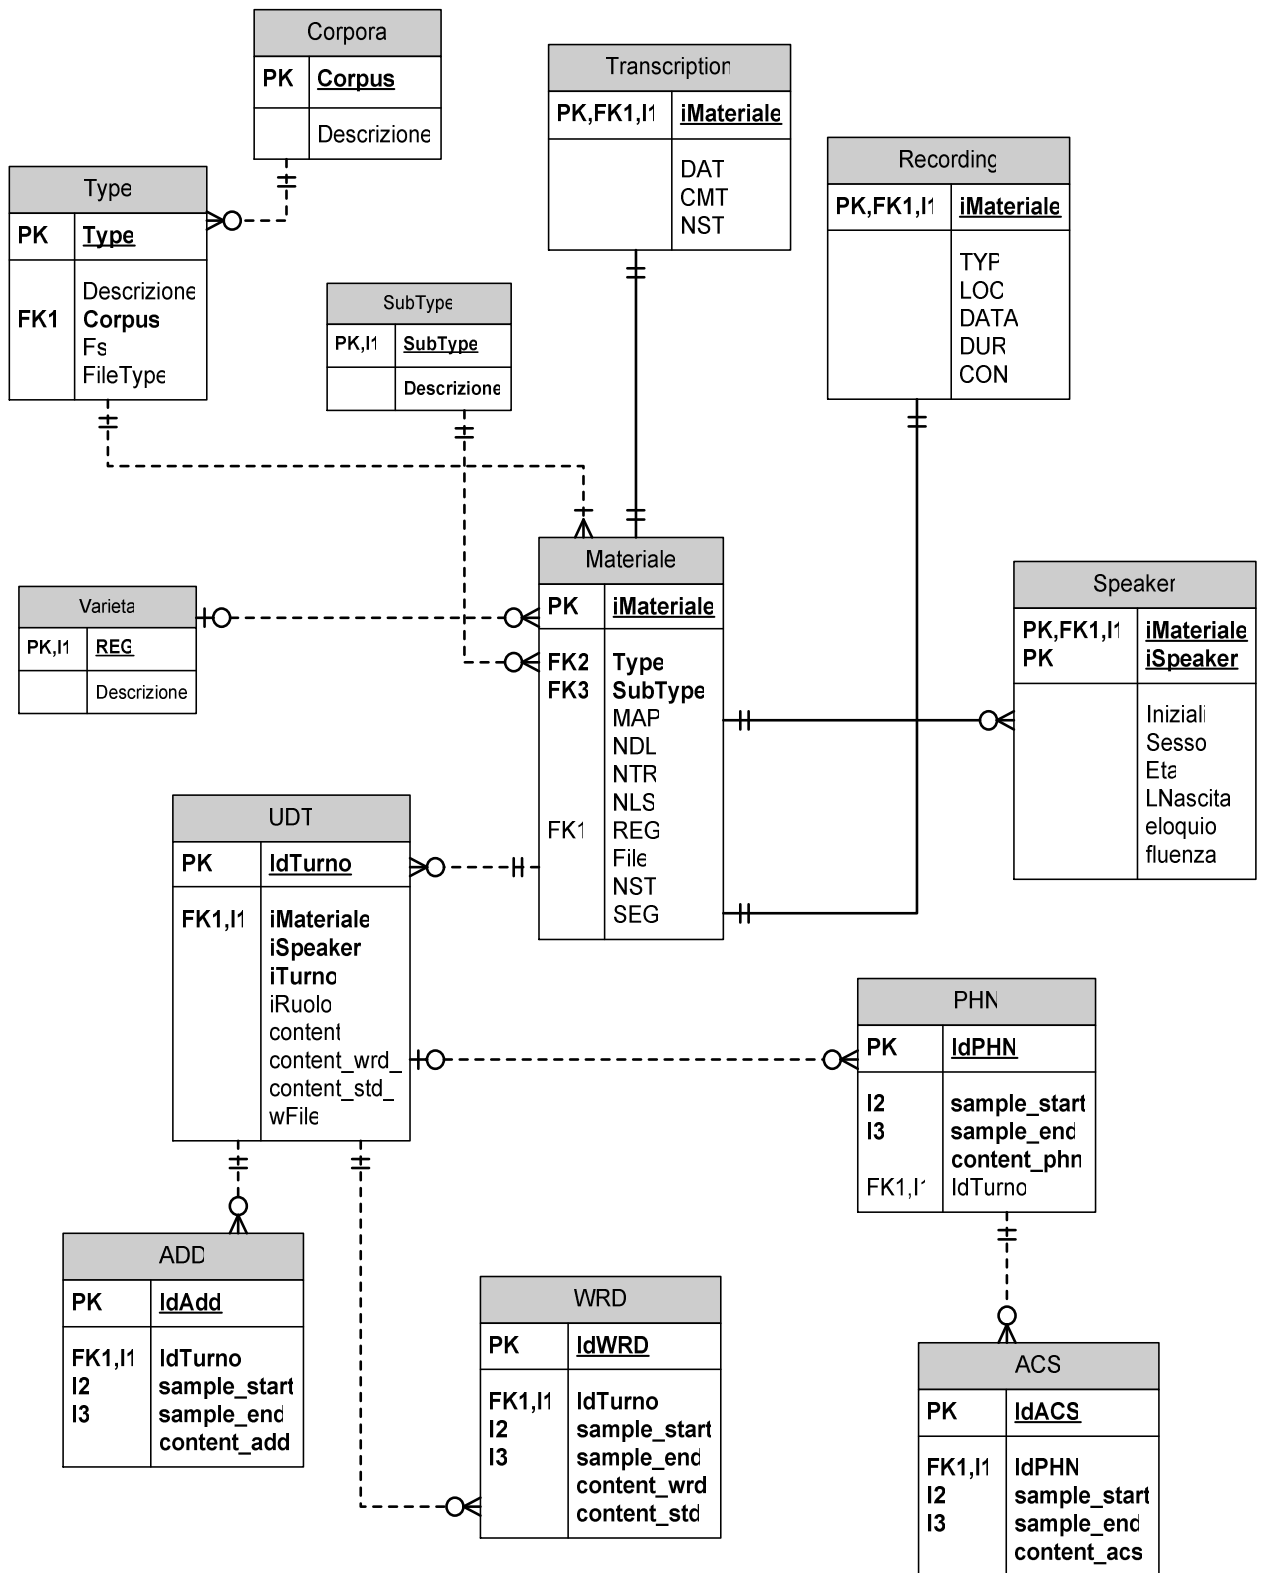 Corpora
PK Corpus
Descrizione
Transcription
PK,FK1,I1 iMateriale
DAT
CMT
NST
Recording
PK,FK1,I1 iMateriale
TYP
LOC
DATA
DUR
CON
Type
PK Type
Descrizione
FK1 Corpus
Fs
FileType
SubType
PK,I1 SubType
Descrizione
Materiale
PK iMateriale
FK2 Type
FK3 SubType
MAP
NDL
NTR
NLS
FK1 REG
File
NST
SEG
Varieta
PK,I1 REG
Descrizione
Speaker
PK,FK1,I1 iMateriale
PK iSpeaker
Iniziali
Sesso
Eta
LNascita
eloquio
fluenza
UDT
PK IdTurno
FK1,I1 iMateriale
iSpeaker
iTurno
iRuolo
content
content_wrd_
content_std_
wFile
PHN
PK IdPHN
I2 sample_start
I3 sample_end
content_phn
FK1,I1 IdTurno
ADD
PK IdAdd
FK1,I1 IdTurno
I2 sample_start
I3 sample_end
content_add
WRD
PK IdWRD
FK1,I1 IdTurno
I2 sample_start
I3 sample_end
content_wrd
content_std
ACS
PK IdACS
FK1,I1 IdPHN
I2 sample_start
I3 sample_end
content_acs